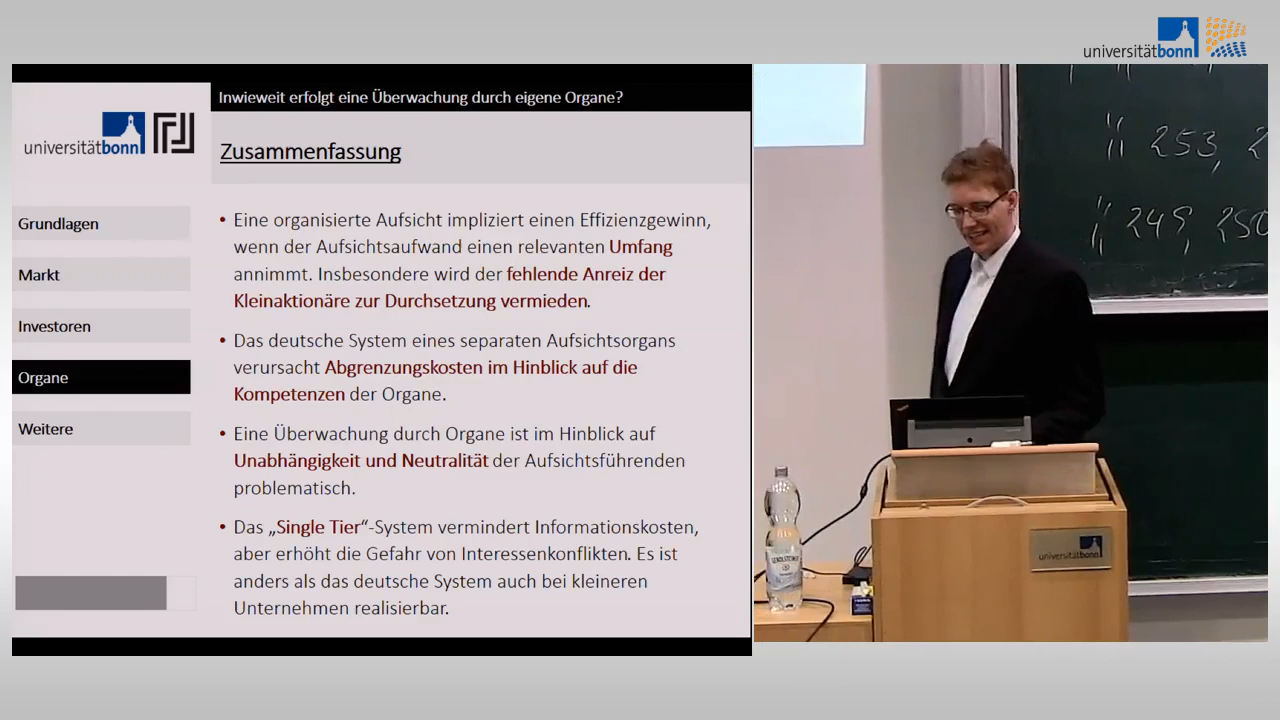 universitätbonn
Inwieweit erfolgt eine Überwachung durch eigene Organe?
universitätbonn
Zusammenfassung
Grundlagen
Markt
Investoren
Organe
Weitere
• Eine organisierte Aufsicht impliziert einen Effizienzgewinn,
wenn der Aufsichtsaufwand einen relevanten Umfang
annimmt. Insbesondere wird der fehlende Anreiz der
Kleinaktionäre zur Durchsetzung vermieden.
• Das deutsche System eines separaten Aufsichtsorgans
verursacht Abgrenzungskosten im Hinblick auf die
Kompetenzen der Organe.
• Eine Überwachung durch Organe ist im Hinblick auf
Unabhängigkeit und Neutralität der Aufsichtsführenden
problematisch.
• Das „Single Tier“-System vermindert Informationskosten,
aber erhöht die Gefahr von Interessenkonflikten. Es ist
anders als das deutsche System auch bei kleineren
Unternehmen realisierbar.
253, 2
249, 250
universitätbonn